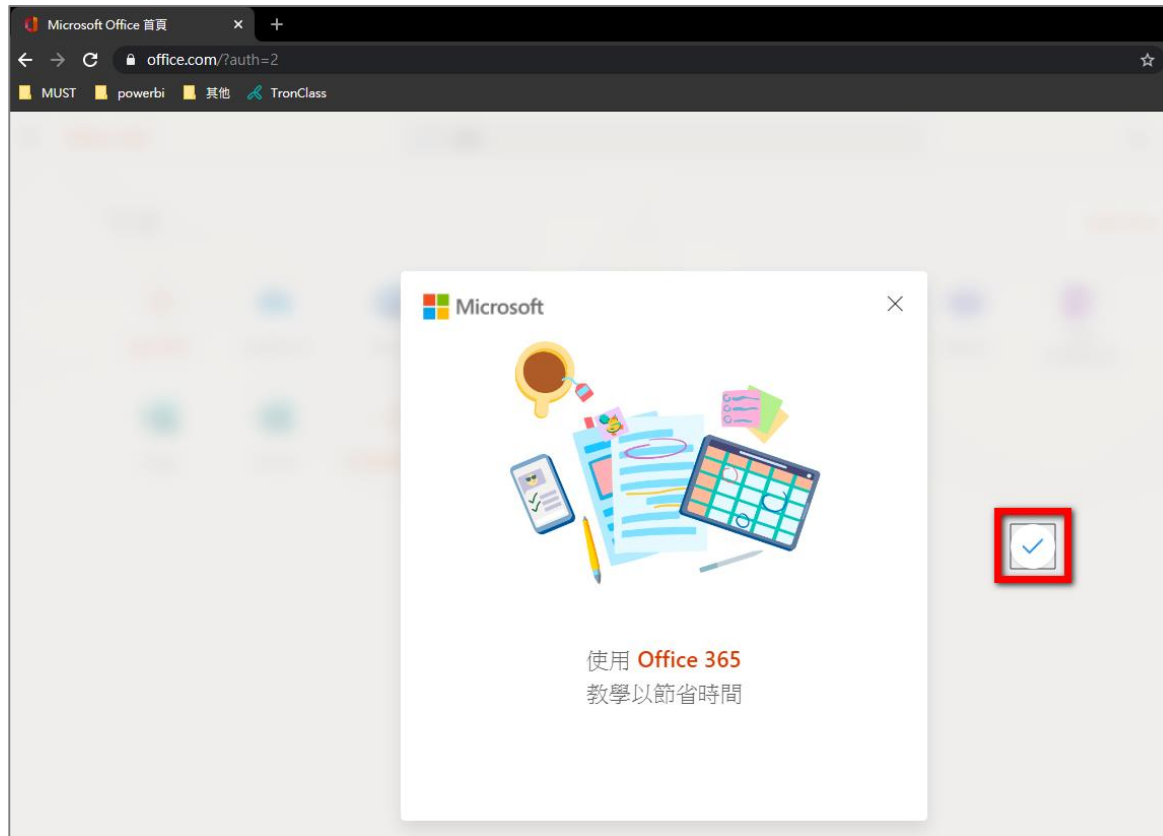 Microsoft Office 首頁
office.com/?auth=2
MUST powerbi 其他 TronClass
Microsoft
使用 Office 365
教學以節省時間